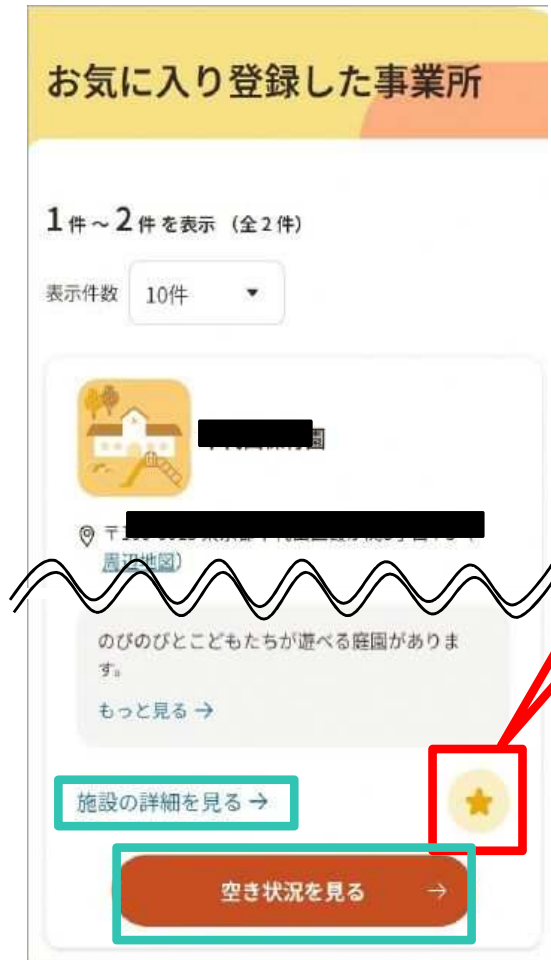 お気に入り登録した事業所
1件～2件を表示（全2件）
表示件数 10件
園
〒1
周辺地図）
のびのびとこどもたちが遊べる庭園がありま
す。
もっと見る →
施設の詳細を見る →
空き状況を見る →